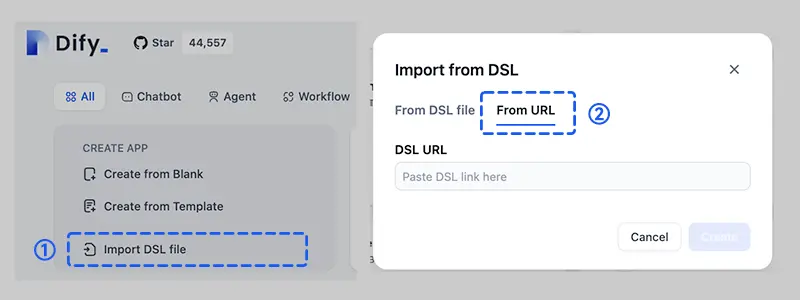 Dify_
Star 44,557
All Chatbot Agent Workflow
CREATE APP
Create from Blank
Create from Template
① Import DSL file
Import from DSL
From DSL file From URL ②
DSL URL
Paste DSL link here
Cancel Create